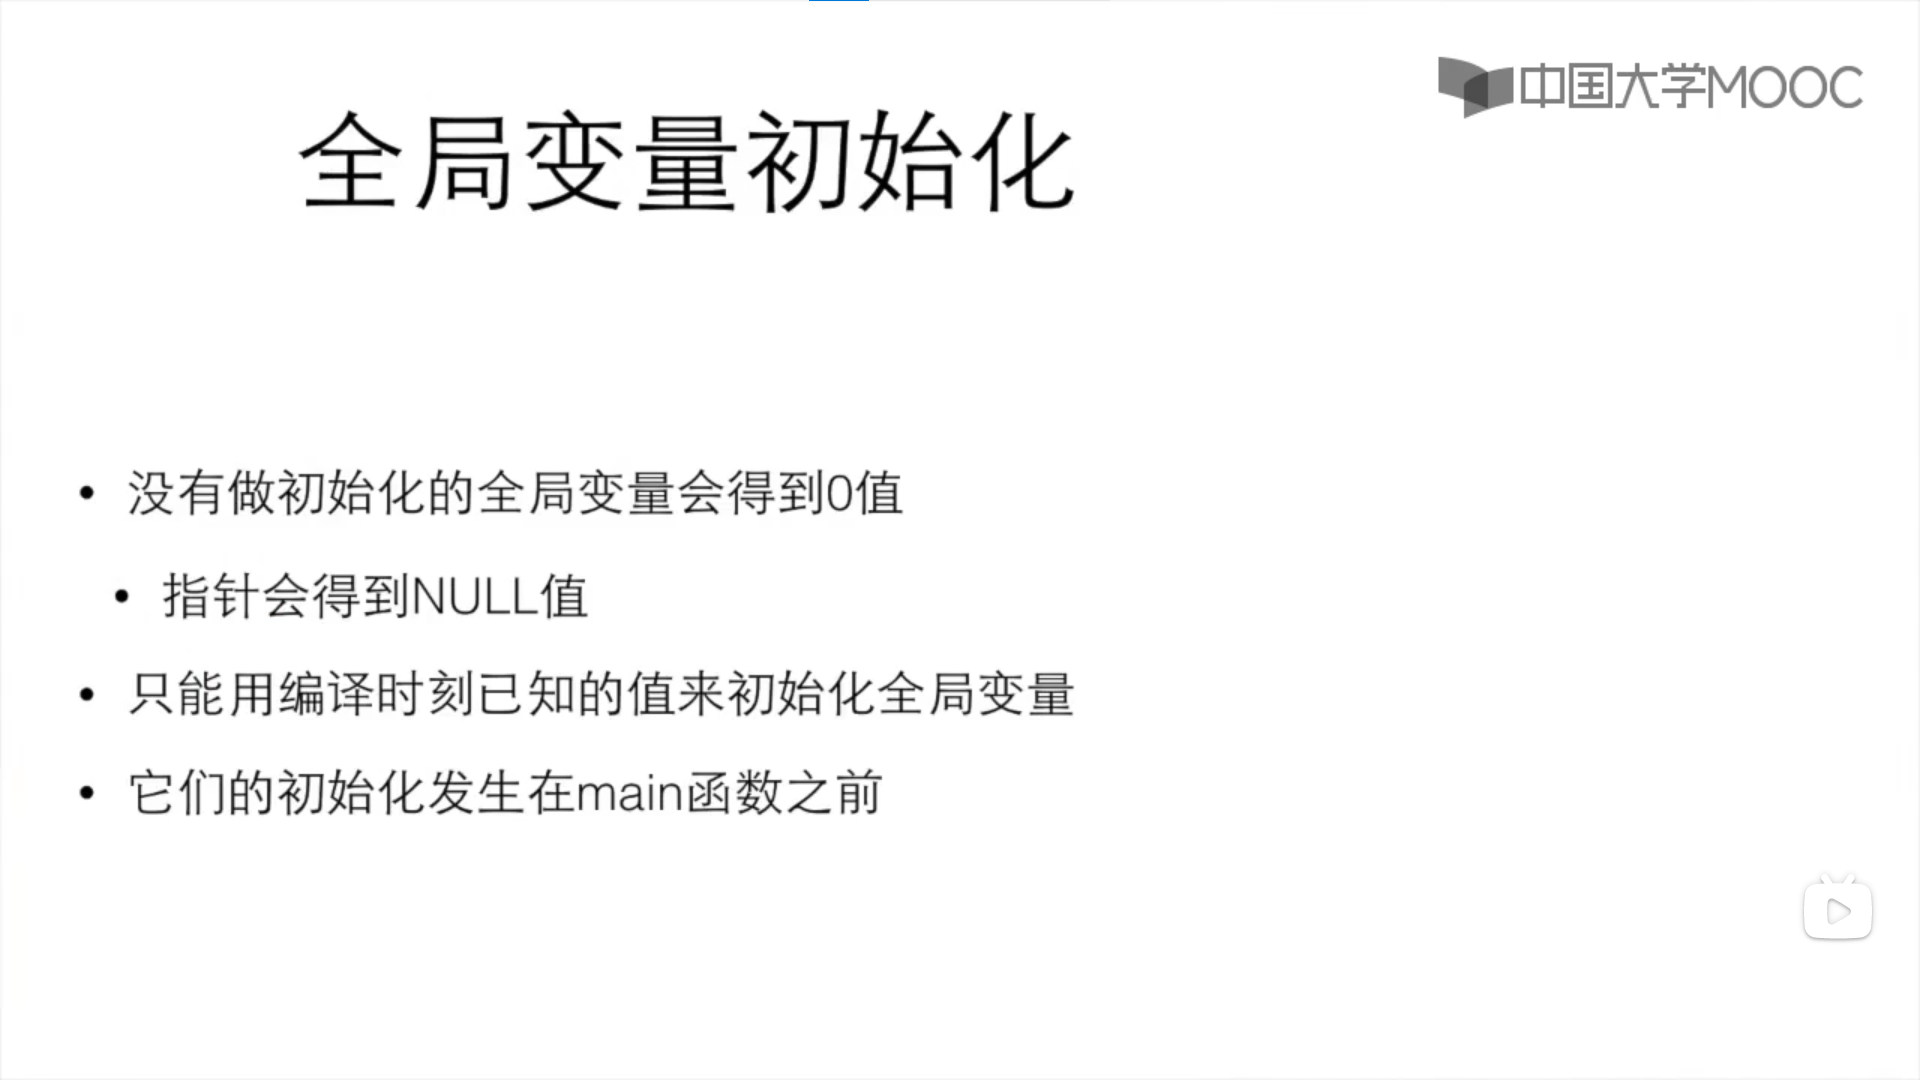 中国大学MOOC
全局变量初始化
• 没有做初始化的全局变量会得到0值
• 指针会得到NULL值
• 只能用编译时刻已知的值来初始化全局变量
• 它们的初始化发生在main函数之前